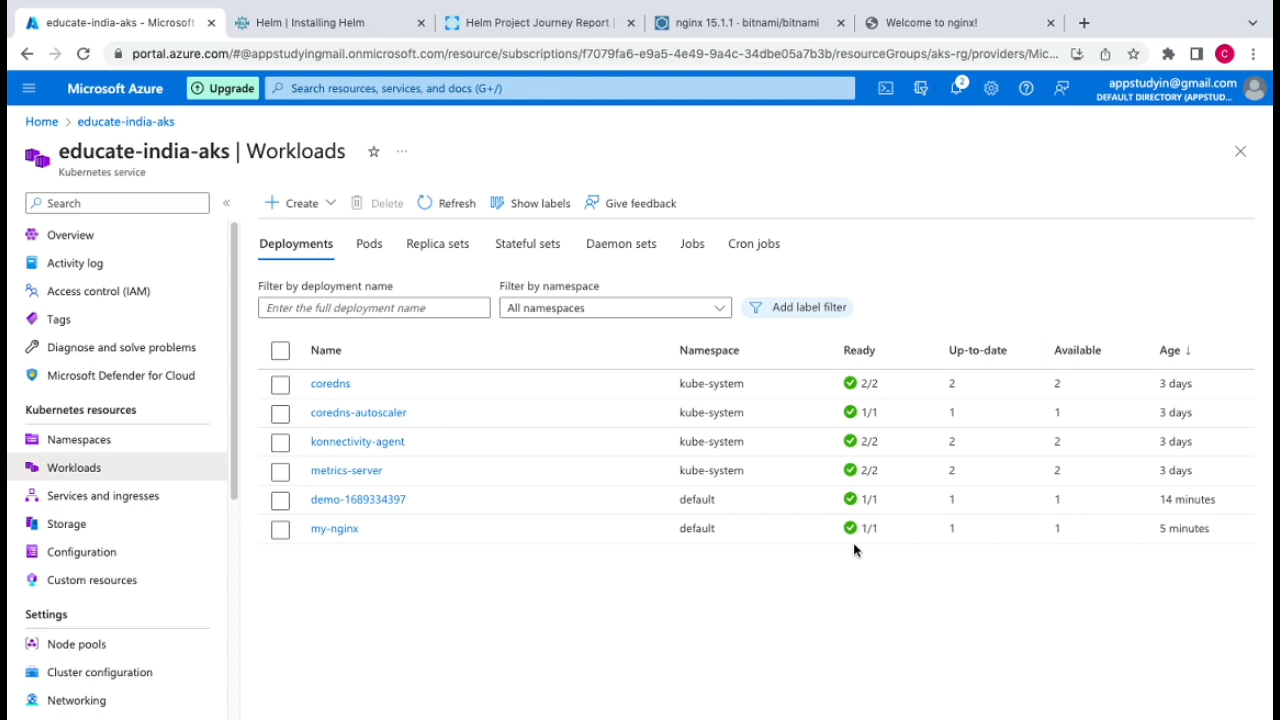 educate-india-aks - Microsoft
Helm | Installing Helm
Helm Project Journey Report |
nginx 15.1.1 · bitnami/bitnami
Welcome to nginx!
portal.azure.com/#@appstudyingmail.onmicrosoft.com/resource/subscriptions/f7079fa6-e9a5-4e49-9a4c-34dbe05a7b3b/resourceGroups/aks-rg/providers/Mic...
C
Microsoft Azure
Upgrade
Search resources, services, and docs (G+/)
2
appstudyin@gmail.com
DEFAULT DIRECTORY (APPSTUD...
Home > educate-india-aks
educate-india-aks | Workloads
Kubernetes service
Search
Create
Delete
Refresh
Show labels
Give feedback
Overview
Activity log
Access control (IAM)
Tags
Diagnose and solve problems
Microsoft Defender for Cloud
Kubernetes resources
Namespaces
Workloads
Services and ingresses
Storage
Configuration
Custom resources
Settings
Node pools
Cluster configuration
Networking
Deployments Pods Replica sets Stateful sets Daemon sets Jobs Cron jobs
Filter by deployment name
Enter the full deployment name
Filter by namespace
All namespaces
Add label filter
Name Namespace Ready Up-to-date Available Age ↓
coredns kube-system 2/2 2 2 3 days
coredns-autoscaler kube-system 1/1 1 1 3 days
konnectivity-agent kube-system 2/2 2 2 3 days
metrics-server kube-system 2/2 2 2 3 days
demo-1689334397 default 1/1 1 1 14 minutes
my-nginx default 1/1 1 1 5 minutes